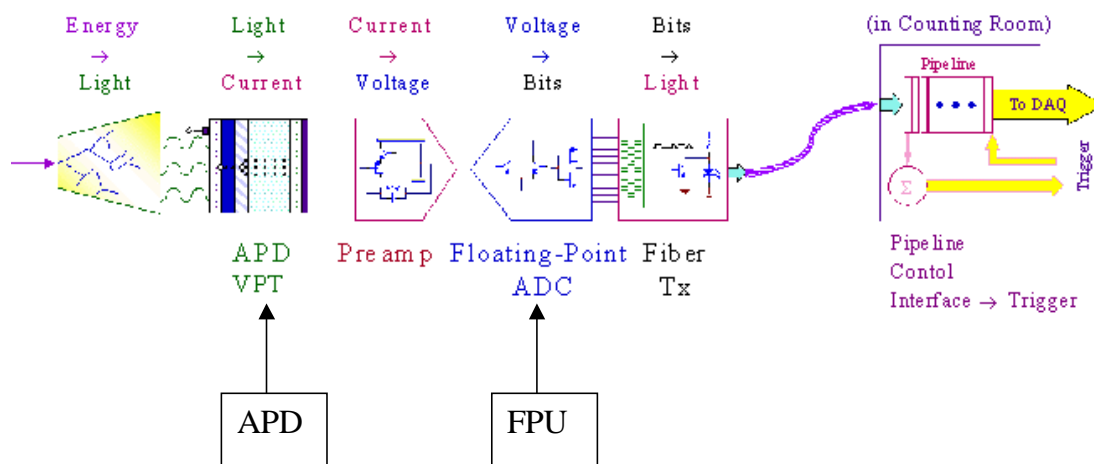 Energy
→
Light
Light
→
Current
Current
→
Voltage
Voltage
→
Bits
Bits
→
Light
(in Counting Room)
Pipeline
To DAQ
Trigger
Σ
APD
VPT
Preamp
Floating-Point
ADC
Fiber
Tx
Pipeline
Contol
Interface → Trigger
APD
FPU